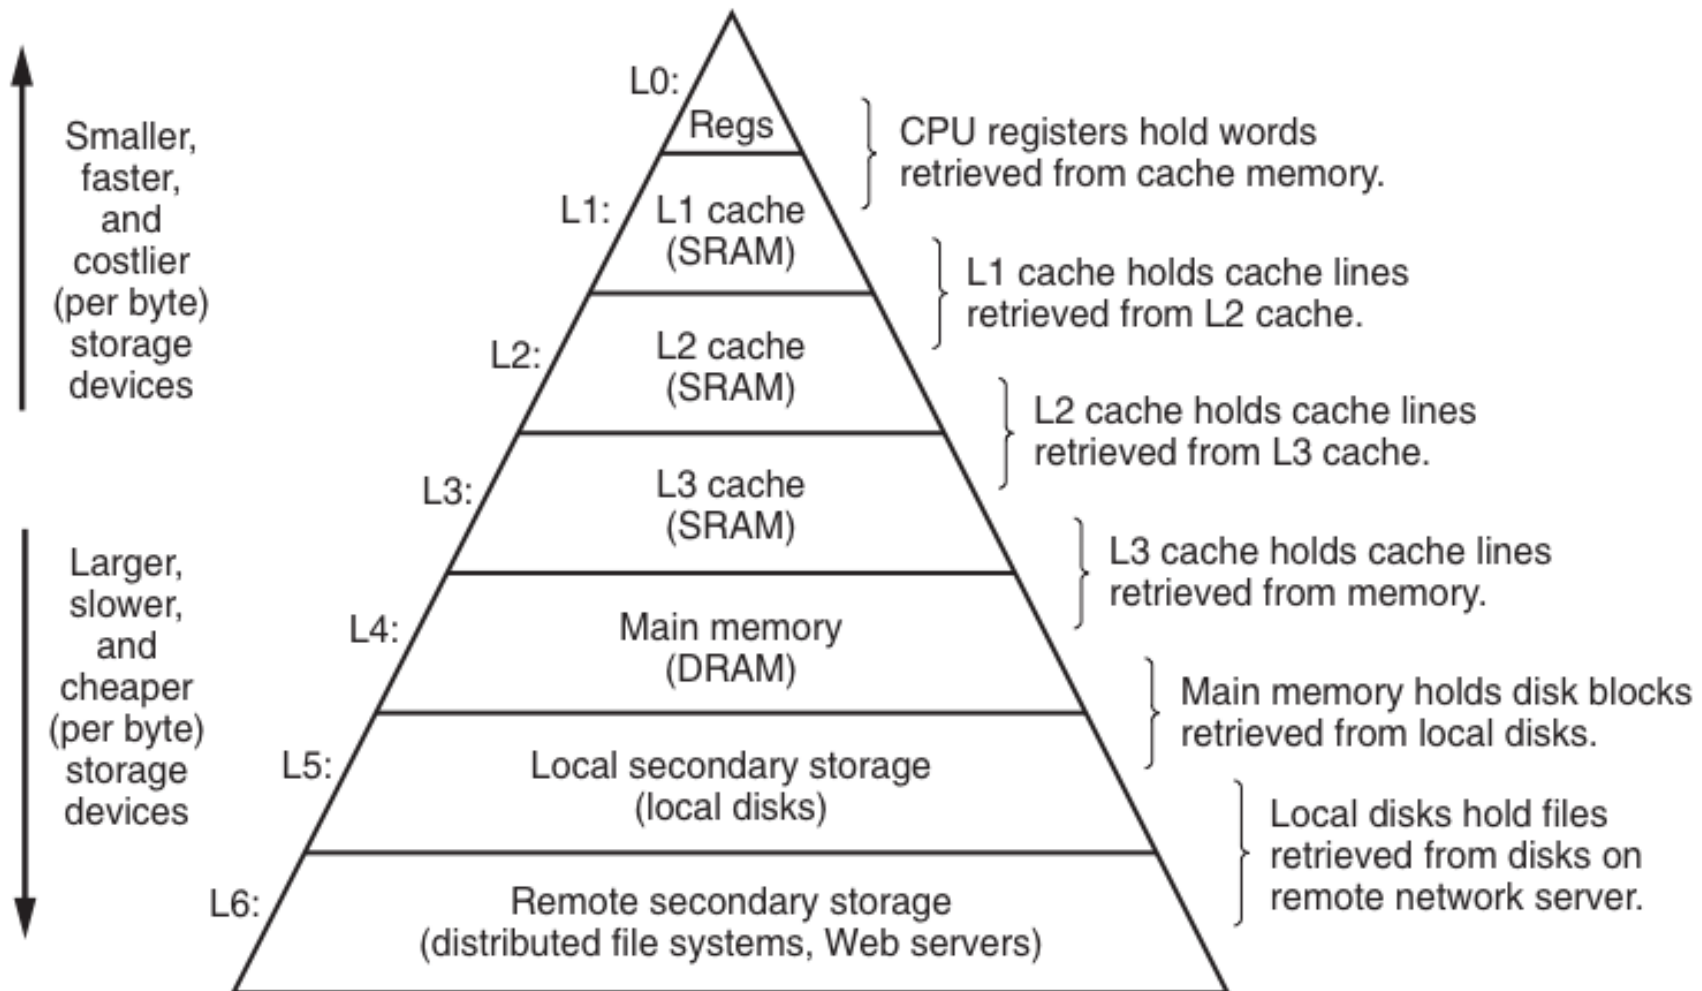 L0:
Regs
CPU registers hold words
retrieved from cache memory.
Smaller,
faster,
and
costlier
(per byte)
storage
devices
L1:
L1 cache
(SRAM)
L1 cache holds cache lines
retrieved from L2 cache.
L2:
L2 cache
(SRAM)
L2 cache holds cache lines
retrieved from L3 cache.
L3:
L3 cache
(SRAM)
L3 cache holds cache lines
retrieved from memory.
Larger,
slower,
and
cheaper
(per byte)
storage
devices
L4:
Main memory
(DRAM)
Main memory holds disk blocks
retrieved from local disks.
L5:
Local secondary storage
(local disks)
Local disks hold files
retrieved from disks on
remote network server.
L6:
Remote secondary storage
(distributed file systems, Web servers)